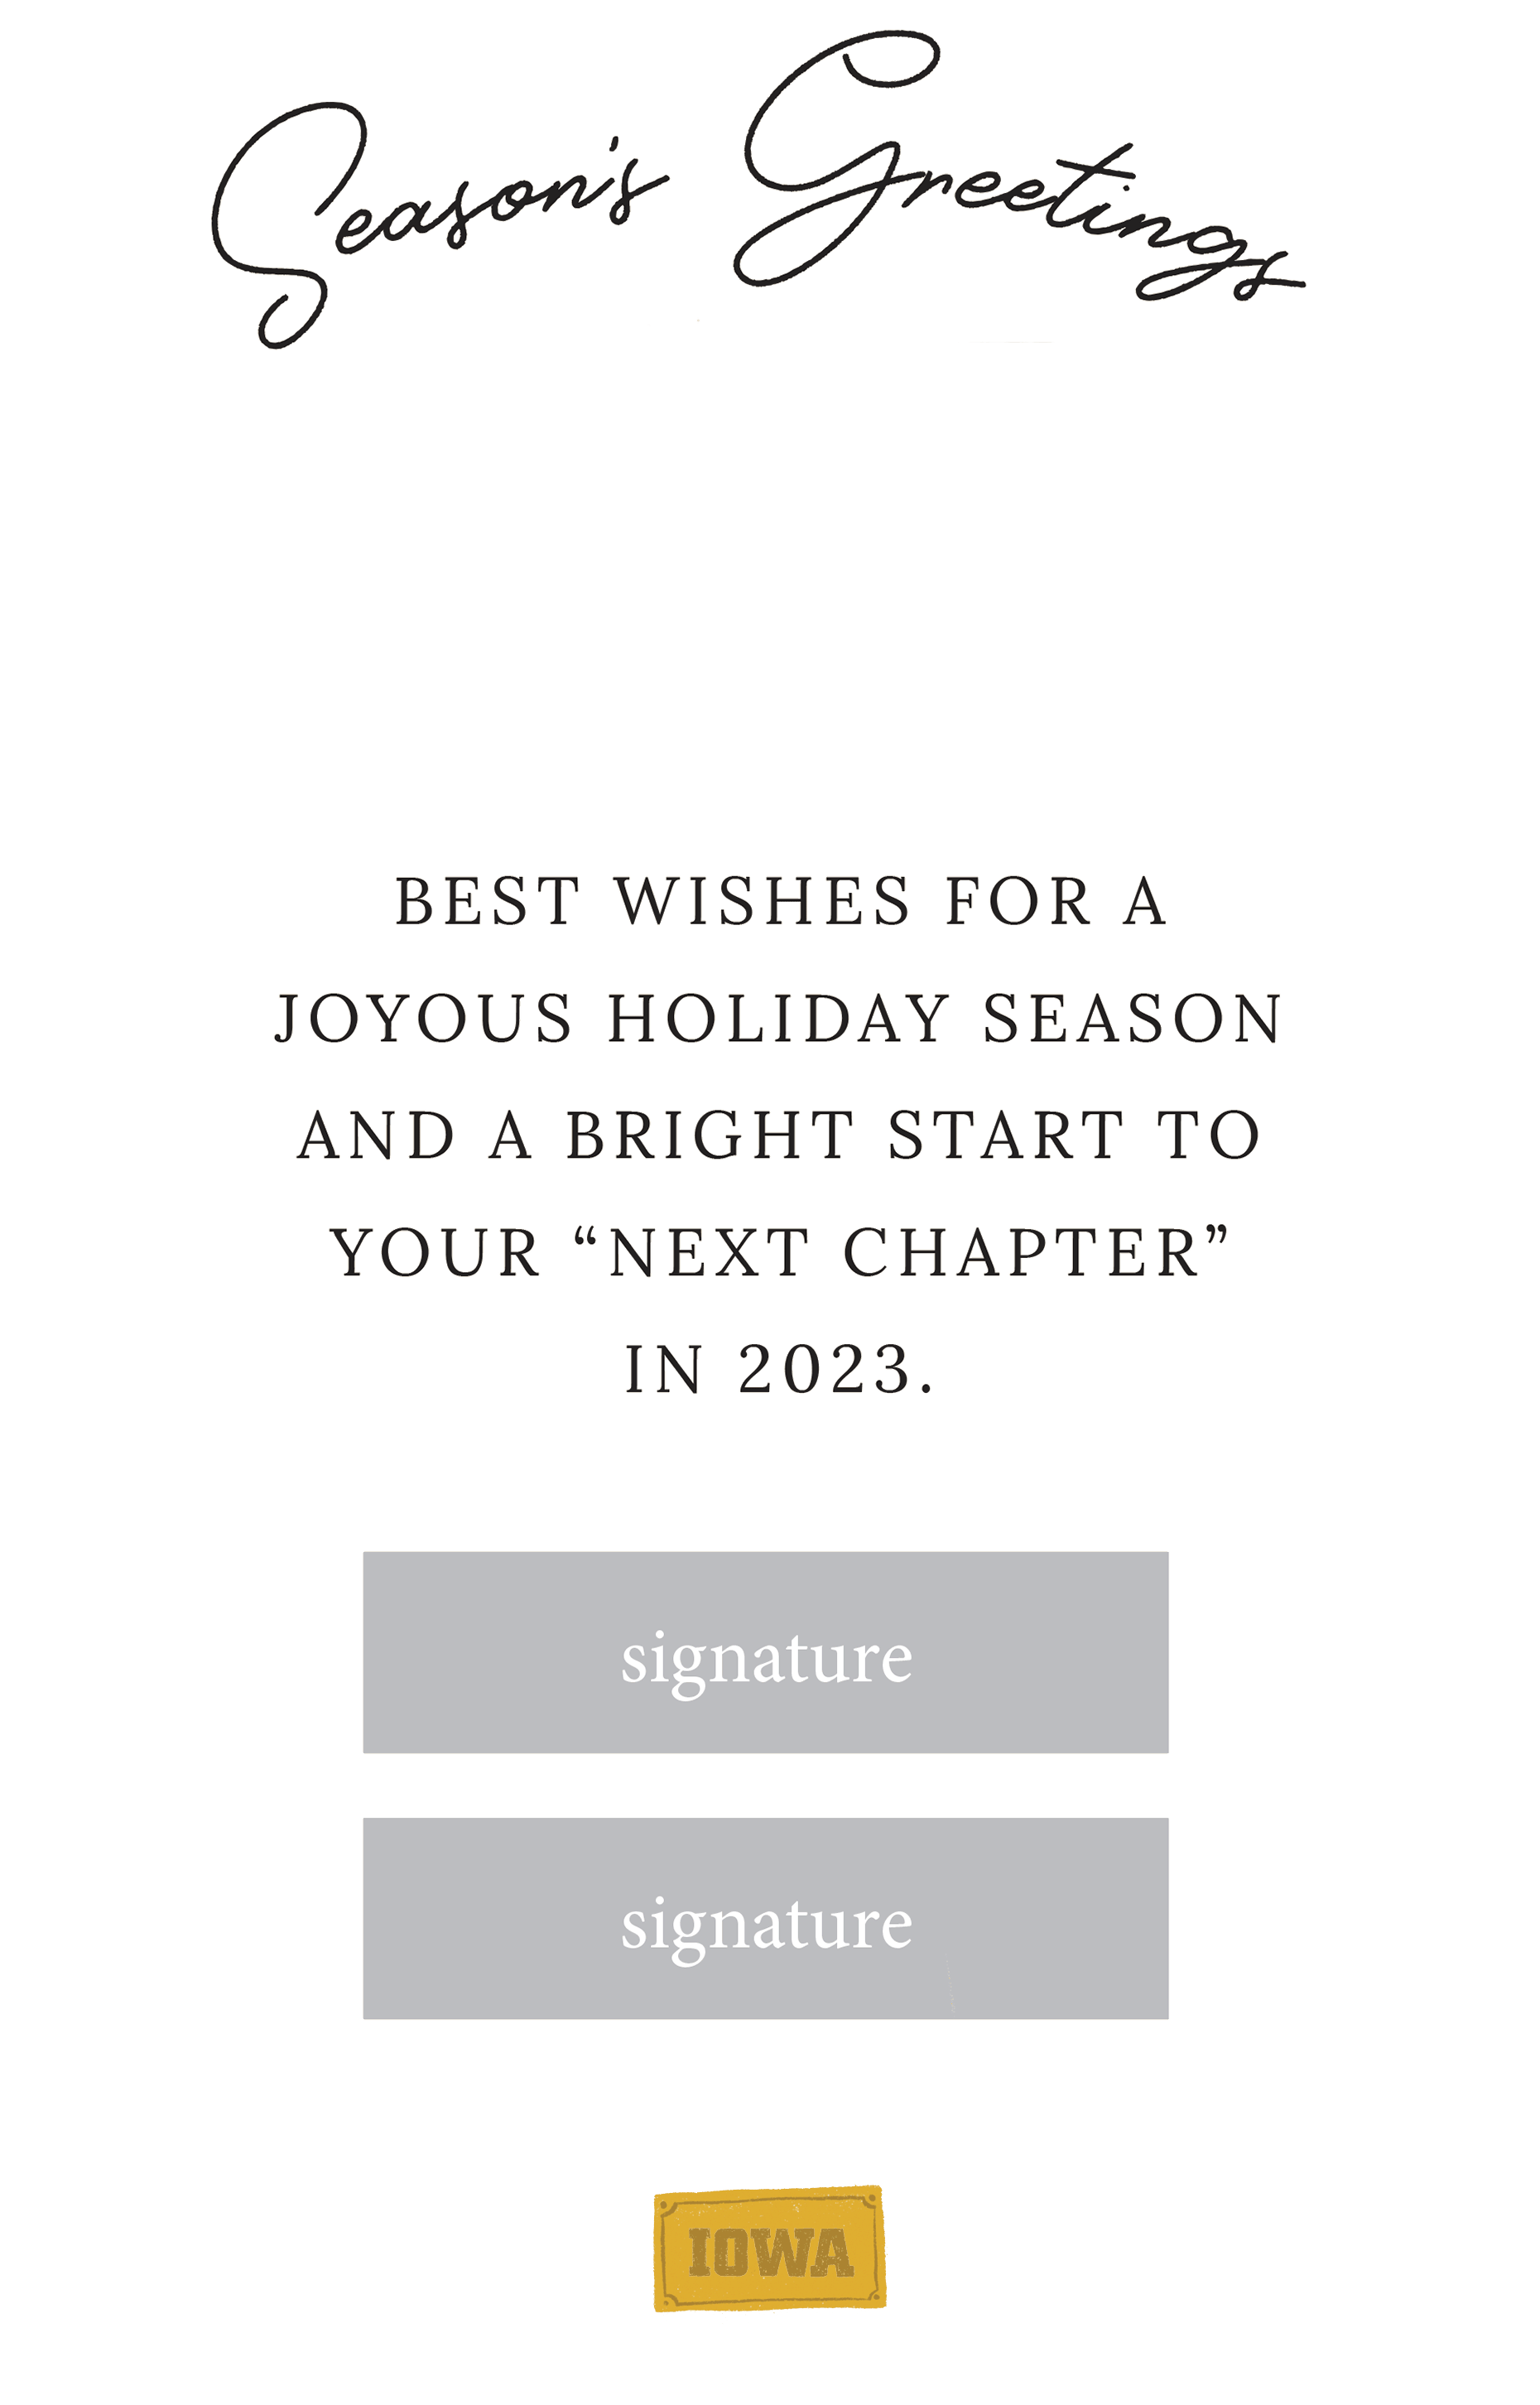 Season's Greetings
BEST WISHES FOR A
JOYOUS HOLIDAY SEASON
AND A BRIGHT START TO
YOUR “NEXT CHAPTER”
IN 2023.
signature
signature
IOWA